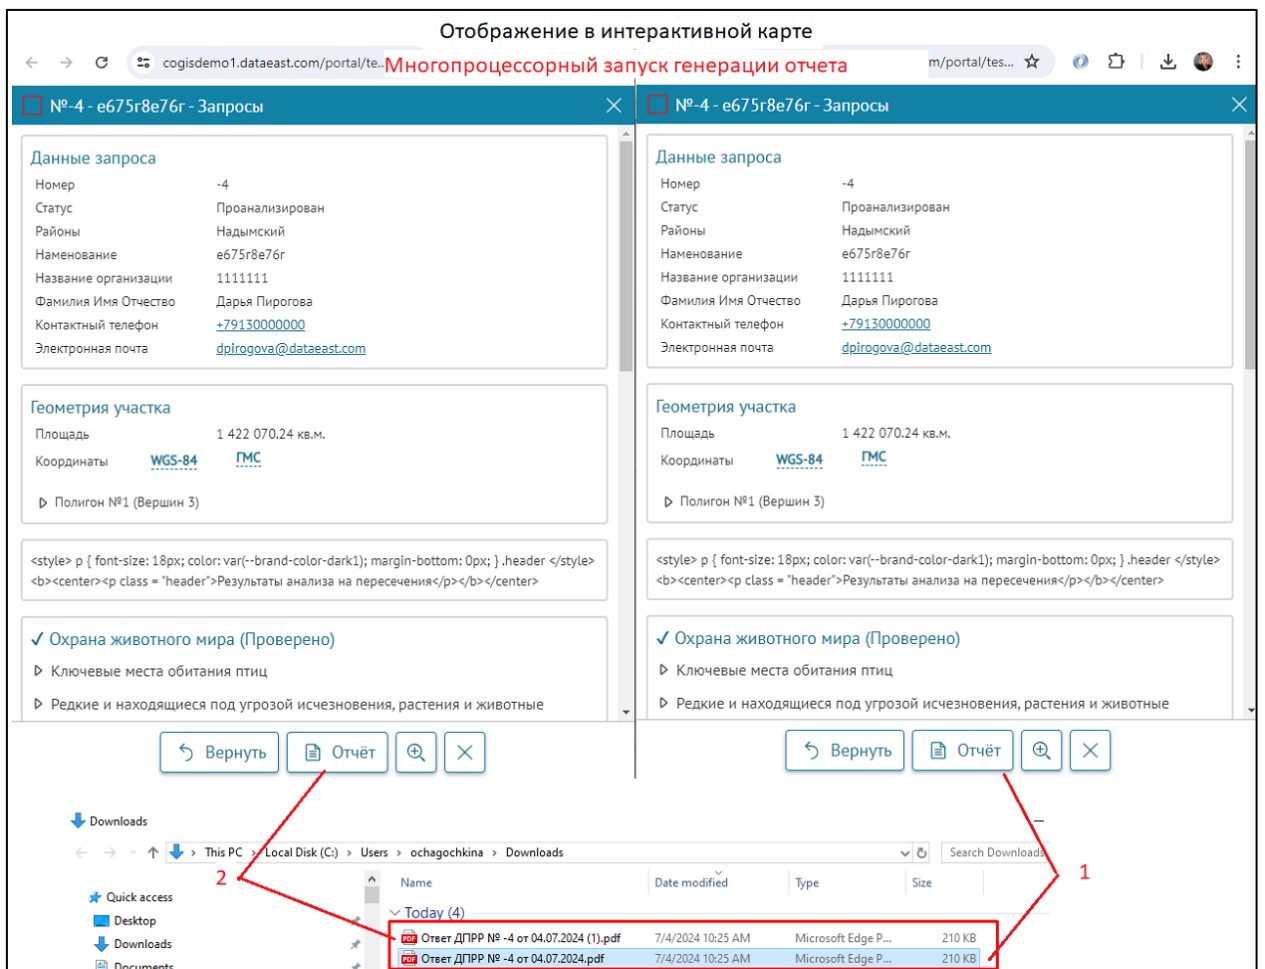 Отображение в интерактивной карте
cogisdemo1.dataeast.com/portal/te..
Многопроцессорный запуск генерации отчета
m/portal/tes...
№-4 - e675r8e76r - Запросы
Данные запроса
Номер -4
Статус Проанализирован
Районы Надымский
Наменование e675r8e76r
Название организации 1111111
Фамилия Имя Отчество Дарья Пирогова
Контактный телефон +79130000000
Электронная почта dpirogova@dataeast.com
Геометрия участка
Площадь 1 422 070.24 кв.м.
Координаты WGS-84 ГМС
Полигон №1 (Вершин 3)
<style> p { font-size: 18px; color: var(--brand-color-dark1); margin-bottom: 0px; } .header </style>
<b><center><p class = "header">Результаты анализа на пересечения</p></b></center>
✓ Охрана животного мира (Проверено)
Ключевые места обитания птиц
Редкие и находящиеся под угрозой исчезновения, растения и животные
Вернуть Отчёт
№-4 - e675r8e76r - Запросы
Данные запроса
Номер -4
Статус Проанализирован
Районы Надымский
Наменование e675r8e76r
Название организации 1111111
Фамилия Имя Отчество Дарья Пирогова
Контактный телефон +79130000000
Электронная почта dpirogova@dataeast.com
Геометрия участка
Площадь 1 422 070.24 кв.м.
Координаты WGS-84 ГМС
Полигон №1 (Вершин 3)
<style> p { font-size: 18px; color: var(--brand-color-dark1); margin-bottom: 0px; } .header </style>
<b><center><p class = "header">Результаты анализа на пересечения</p></b></center>
✓ Охрана животного мира (Проверено)
Ключевые места обитания птиц
Редкие и находящиеся под угрозой исчезновения, растения и животные
Вернуть Отчёт
Downloads
This PC > Local Disk (C:) > Users > ochagochkina > Downloads
Search Downloads
2
1
Quick access
Desktop
Downloads
Documents
Name Date modified Type Size
Today (4)
Ответ ДПРР № -4 от 04.07.2024 (1).pdf 7/4/2024 10:25 AM Microsoft Edge P... 210 KB
Ответ ДПРР № -4 от 04.07.2024.pdf 7/4/2024 10:25 AM Microsoft Edge P... 210 KB